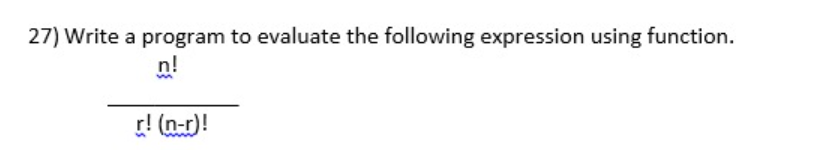 27) Write a program to evaluate the following expression using function.
n!
r! (n-r)!